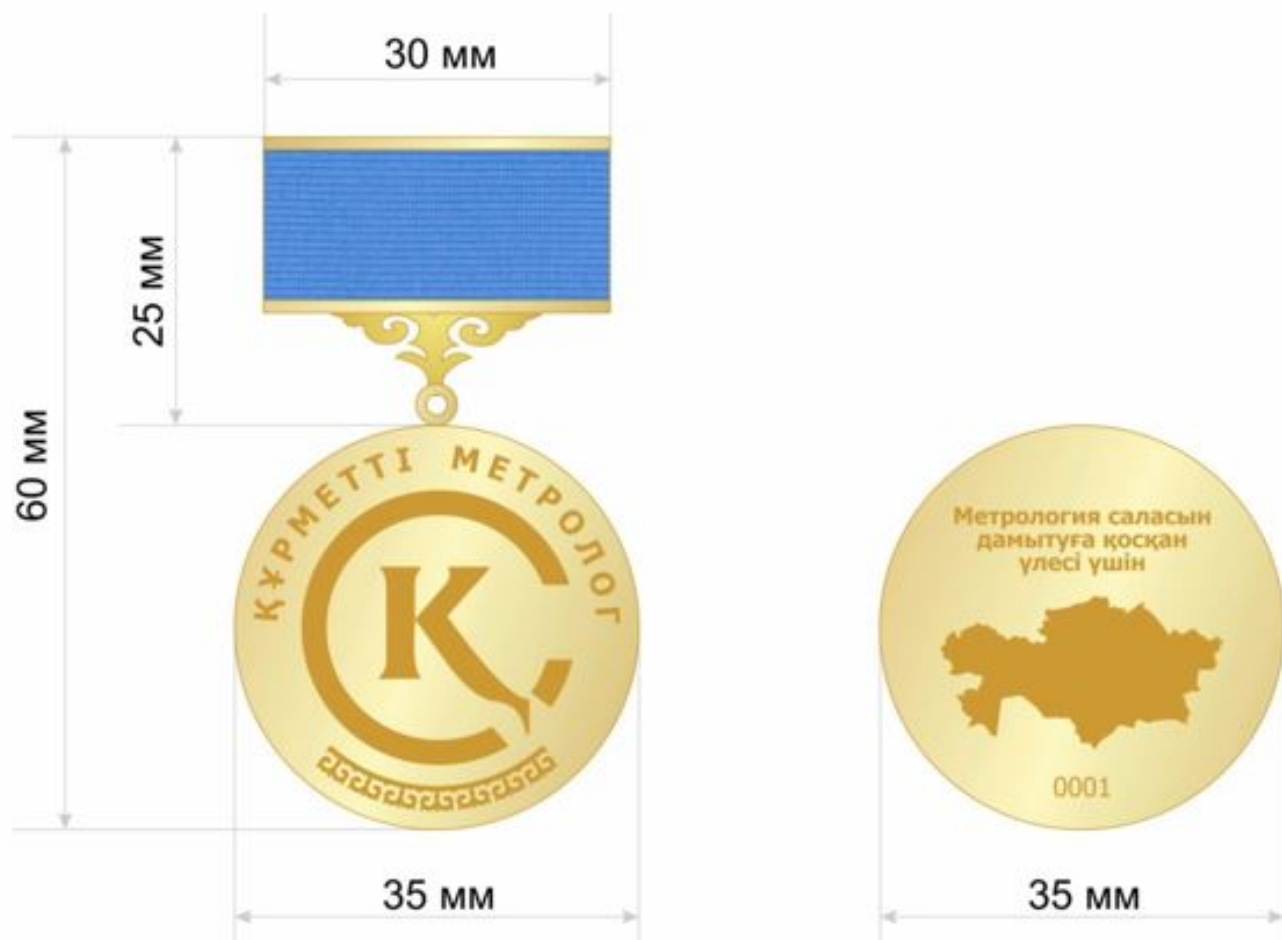 30 мм
25 мм
60 мм
ҚҰРМЕТТІ МЕТРОЛОГ
Қ
35 мм
Метрология саласын
дамытуға қосқан
үлесі үшін
0001
35 мм